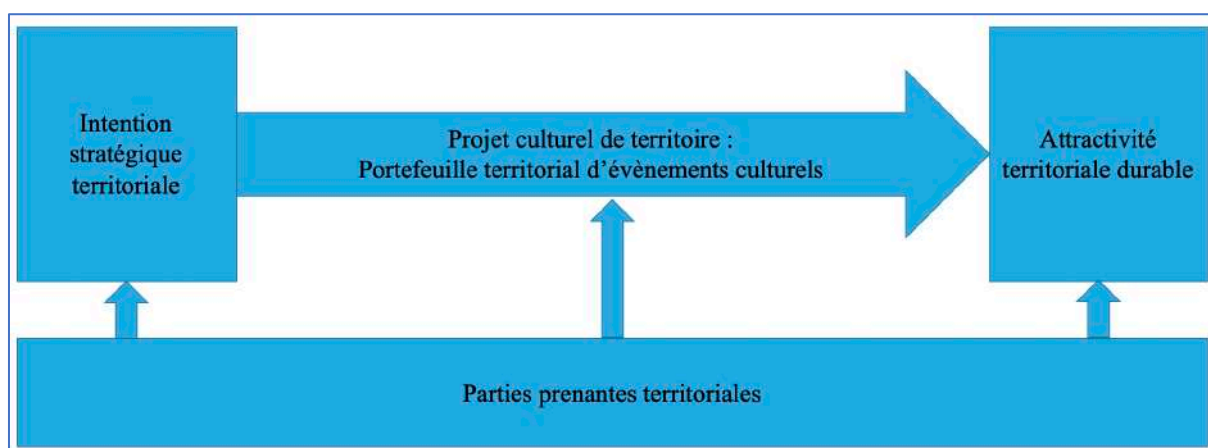 Intention
stratégique
territoriale
Projet culturel de territoire :
Portefeuille territorial d'évènements culturels
Attractivité
territoriale durable
Parties prenantes territoriales